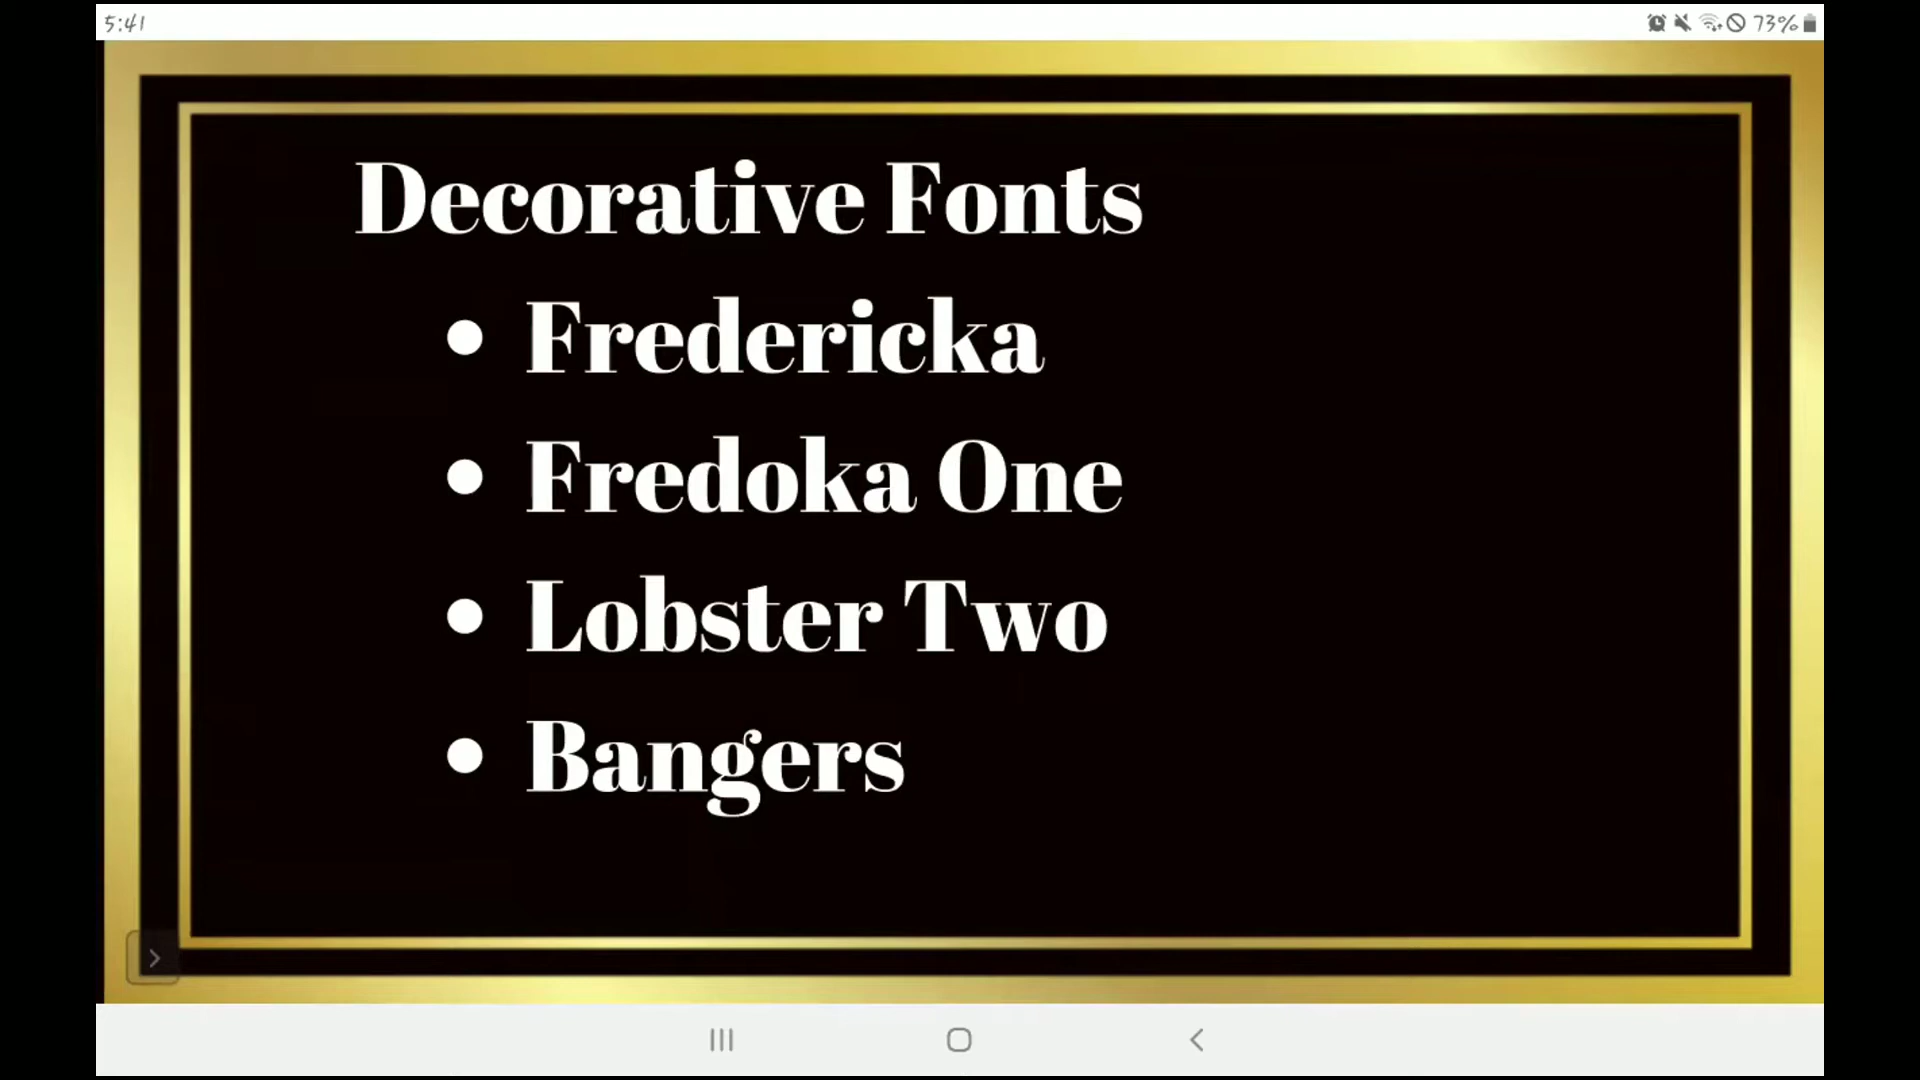 5:41
73%
Decorative Fonts
• Fredericka
• Fredoka One
• Lobster Two
• Bangers